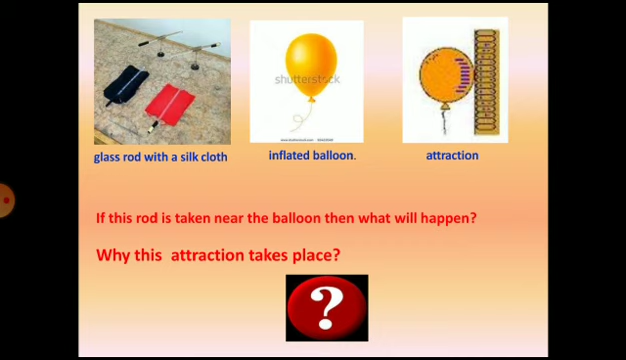 shutterstock
glass rod with a silk cloth
inflated balloon.
attraction
If this rod is taken near the balloon then what will happen?
Why this attraction takes place?
?